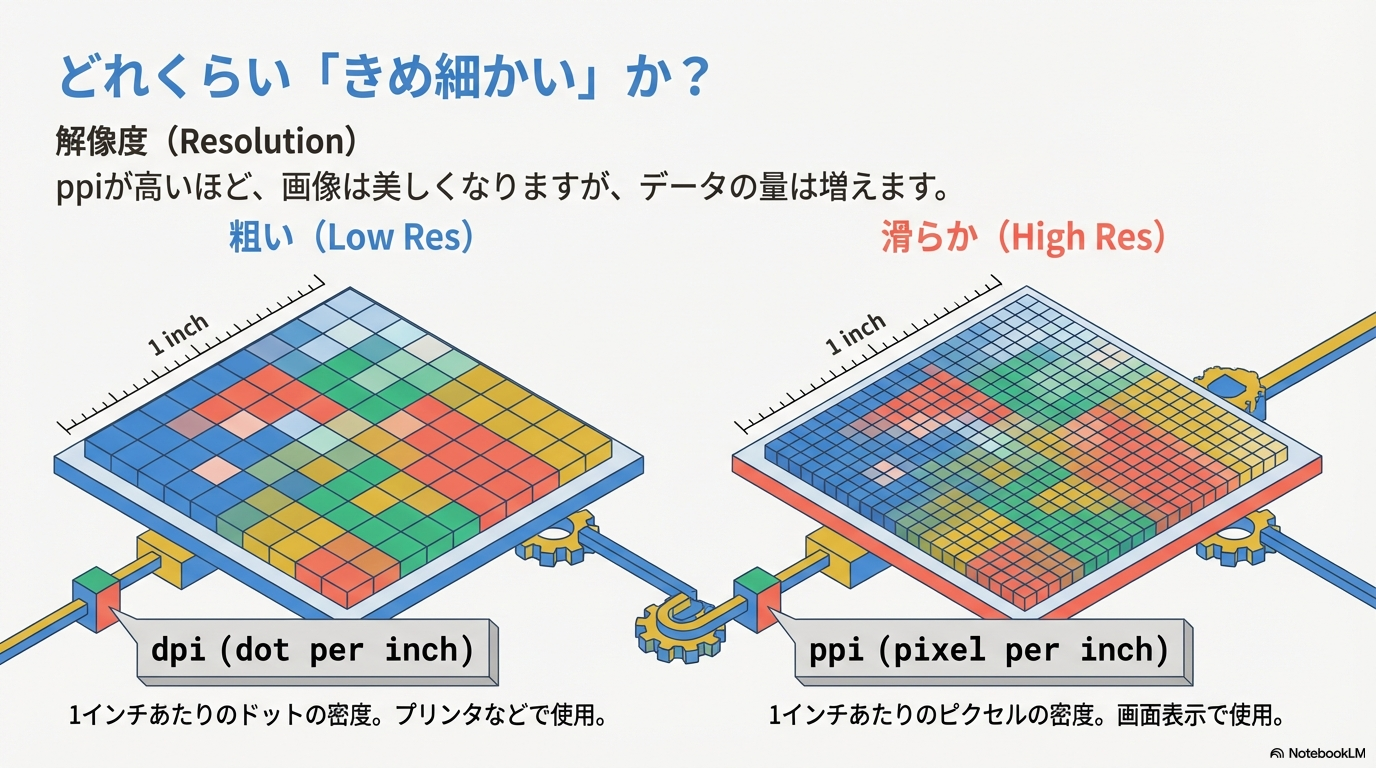 どれくらい「きめ細かい」か？
解像度（Resolution）
ppiが高いほど、画像は美しくなりますが、データの量は増えます。
粗い（Low Res）
滑らか（High Res）
1 inch
1 inch
dpi (dot per inch)
ppi (pixel per inch)
1インチあたりのドットの密度。プリンタなどで使用。
1インチあたりのピクセルの密度。画面表示で使用。
NotebookLM